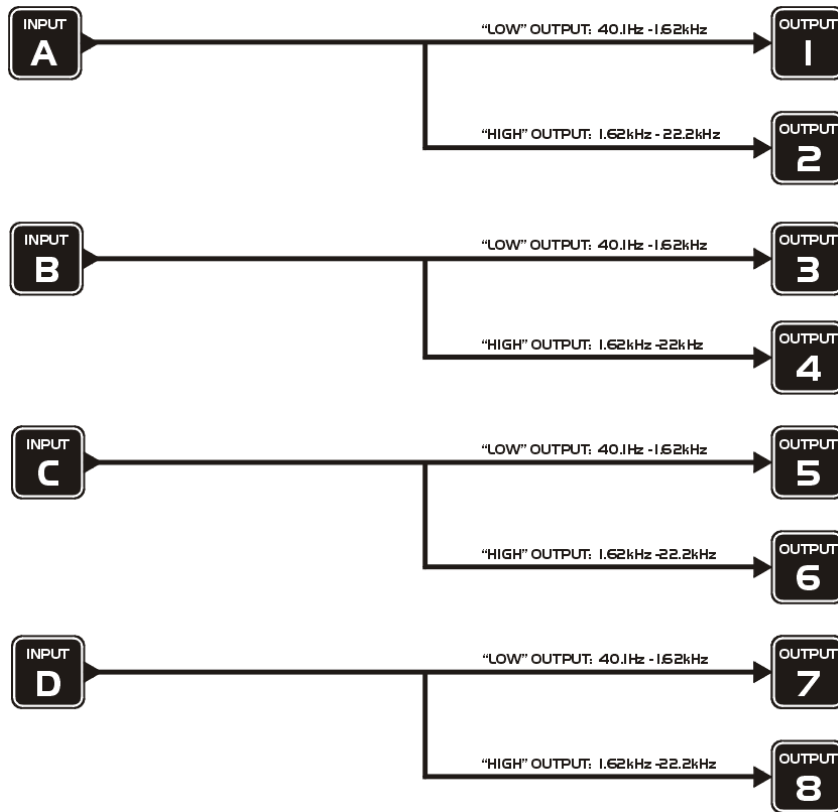 INPUT
A
“LOW” OUTPUT: 40.1Hz -1.62kHz
OUTPUT
1
“HIGH” OUTPUT: 1.62kHz - 22.2kHz
OUTPUT
2
INPUT
B
“LOW” OUTPUT: 40.1Hz -1.62kHz
OUTPUT
3
“HIGH” OUTPUT: 1.62kHz -22kHz
OUTPUT
4
INPUT
C
“LOW” OUTPUT: 40.1Hz -1.62kHz
OUTPUT
5
“HIGH” OUTPUT: 1.62kHz -22.2kHz
OUTPUT
6
INPUT
D
“LOW” OUTPUT: 40.1Hz -1.62kHz
OUTPUT
7
“HIGH” OUTPUT: 1.62kHz -22.2kHz
OUTPUT
8